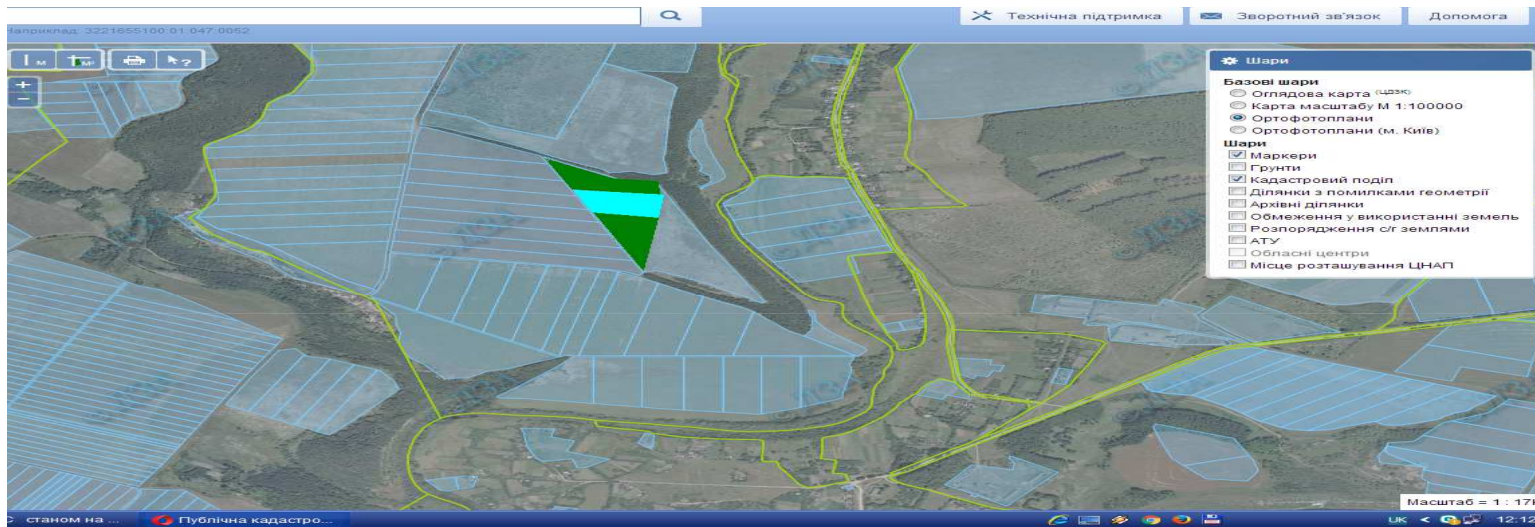 Технічна підтримка
Зворотний зв'язок
Допомога
Наприклад: 3221655100:01:047:0052
М
М²
?
+
−
Шари
Базові шари
Оглядова карта (ЦДЗК)
Карта масштабу М 1:100000
Ортофотоплани
Ортофотоплани (м. Київ)
Шари
Маркери
Грунти
Кадастровий поділ
Ділянки з помилками геометрії
Архівні ділянки
Обмеження у використанні земель
Розпорядження с/г землями
АТУ
Обласні центри
Місце розташування ЦНАП
Масштаб = 1 : 17
станом на ...
Публічна кадастро...
UK
12:12